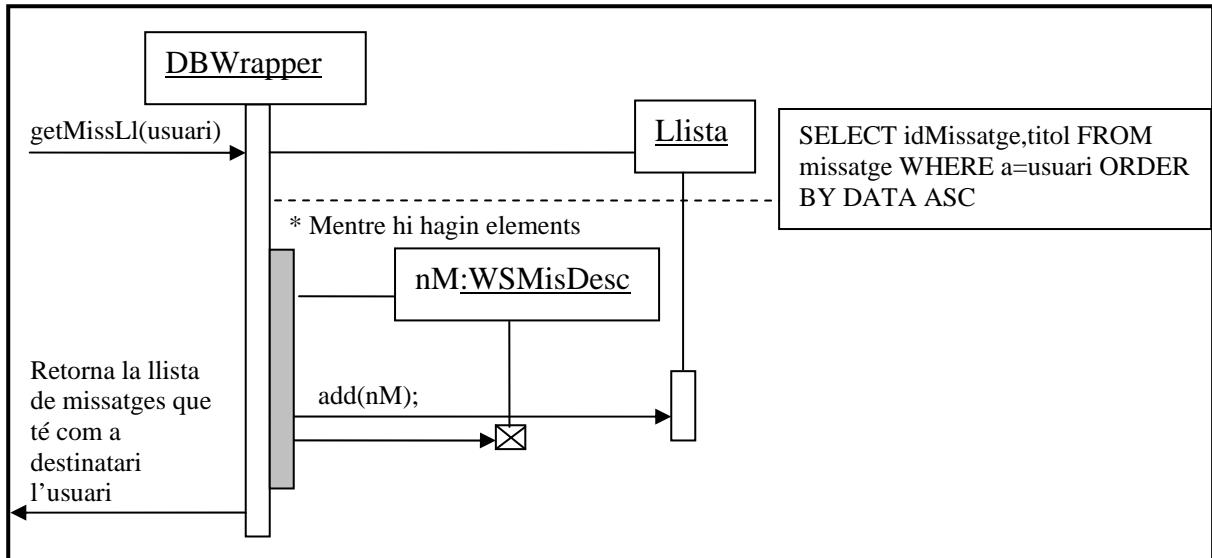 DBWrapper
getMissLl(usuari)
Llista
SELECT idMissatge,titol FROM
missatge WHERE a=usuari ORDER
BY DATA ASC
* Mentre hi hagin elements
nM:WSMisDesc
Retorna la llista
de missatges que
té com a
destinatari
l’usuari
add(nM);